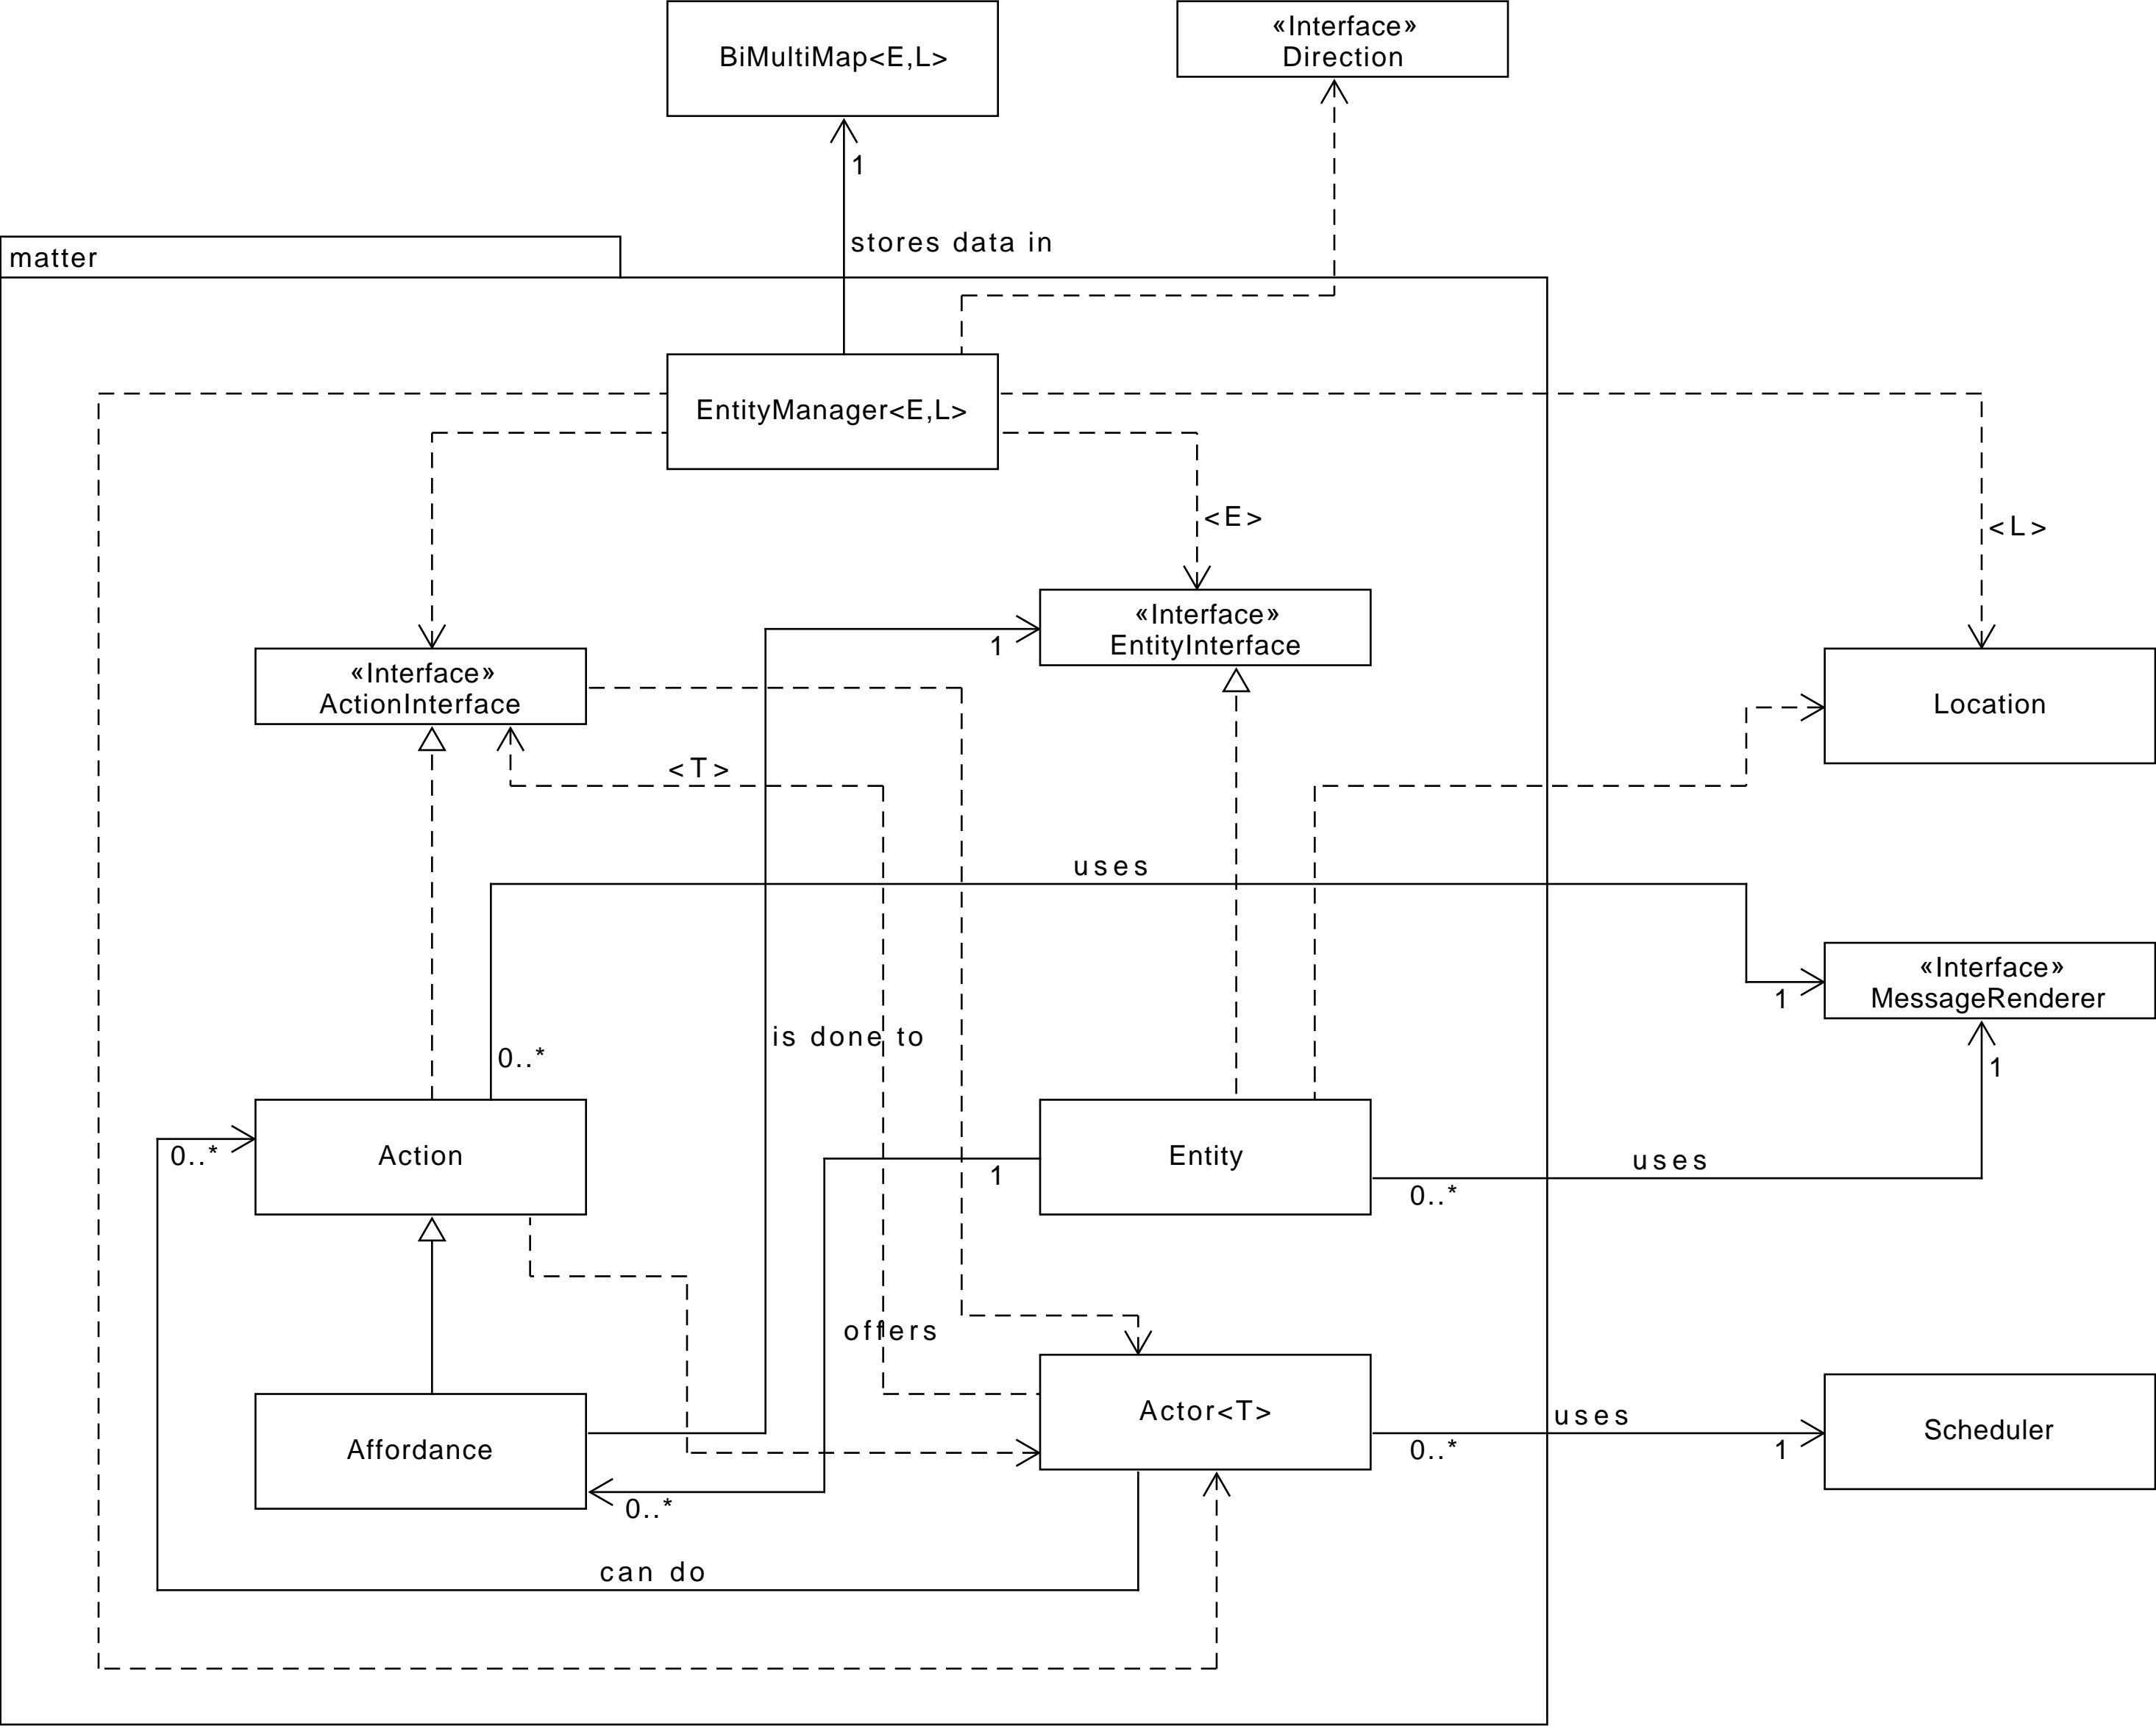 BiMultiMap<E,L>
«Interface»
Direction
1
stores data in
matter
EntityManager<E,L>
<E>
<L>
«Interface»
EntityInterface
1
«Interface»
ActionInterface
Location
<T>
uses
«Interface»
MessageRenderer
1
is done to
0..*
1
Action
0..*
Entity
1
uses
0..*
offers
Actor<T>
uses
Scheduler
0..*
1
Affordance
0..*
can do